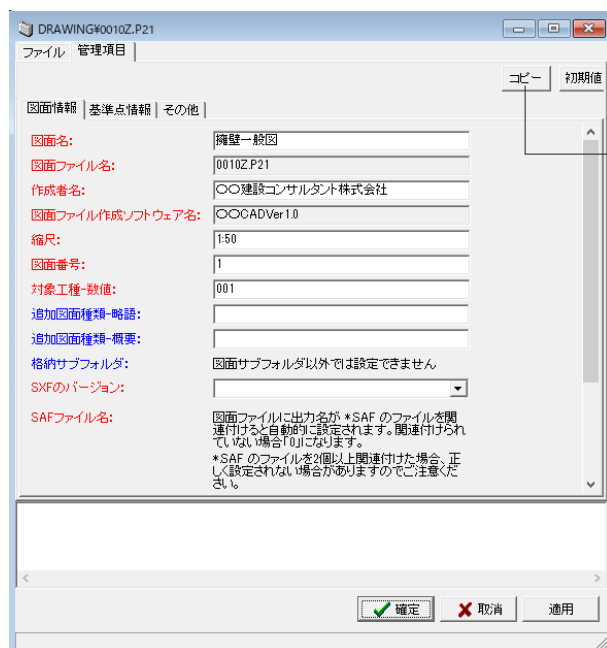 DRAWING¥0010Z.P21
ファイル 管理項目
コピー 初期値
図面情報 基準点情報 その他
図面名: 擁壁一般図
図面ファイル名: 0010Z.P21
作成者名: 〇〇建設コンサルタント株式会社
図面ファイル作成ソフトウェア名: 〇〇CADVer1.0
縮尺: 1:50
図面番号: 1
対象工種-数値: 001
追加図面種類-略語:
追加図面種類-概要:
格納サブフォルダ: 図面サブフォルダ以外では設定できません
SXFのバージョン:
SAFファイル名: 図面ファイルに出力名が *SAF のファイルを関
連付けると自動的に設定されます。関連付けられ
ていない場合「0」になります。
*SAF のファイルを2個以上関連付けた場合、正
しく設定されない場合がありますのでご注意くだ
さい。
確定 取消 適用